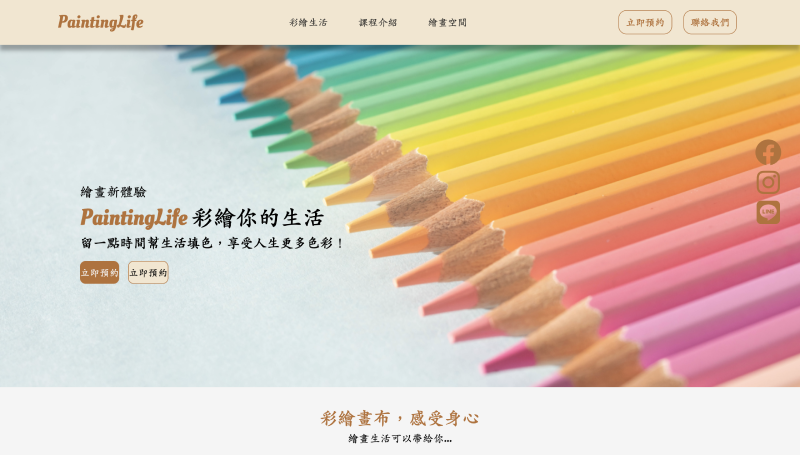 PaintingLife
彩繪生活 課程介紹 繪畫空間
立即預約 聯絡我們
繪畫新體驗
PaintingLife 彩繪你的生活
留一點時間幫生活填色，享受人生更多色彩！
立即預約 立即預約
LINE
彩繪畫布，感受身心
繪畫生活可以帶給你...